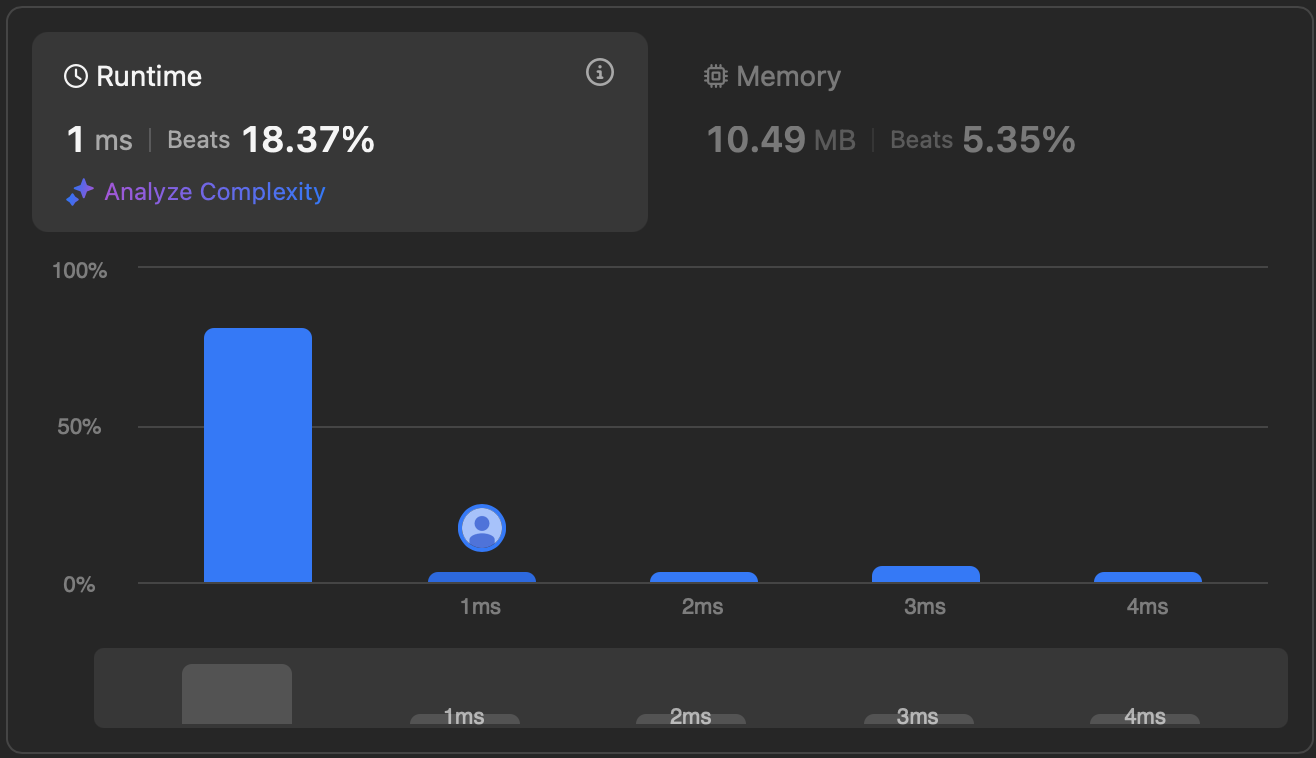 Runtime
1 ms | Beats 18.37%
Analyze Complexity
Memory
10.49 MB | Beats 5.35%
100%
50%
0%
1ms 2ms 3ms 4ms
1ms 2ms 3ms 4ms